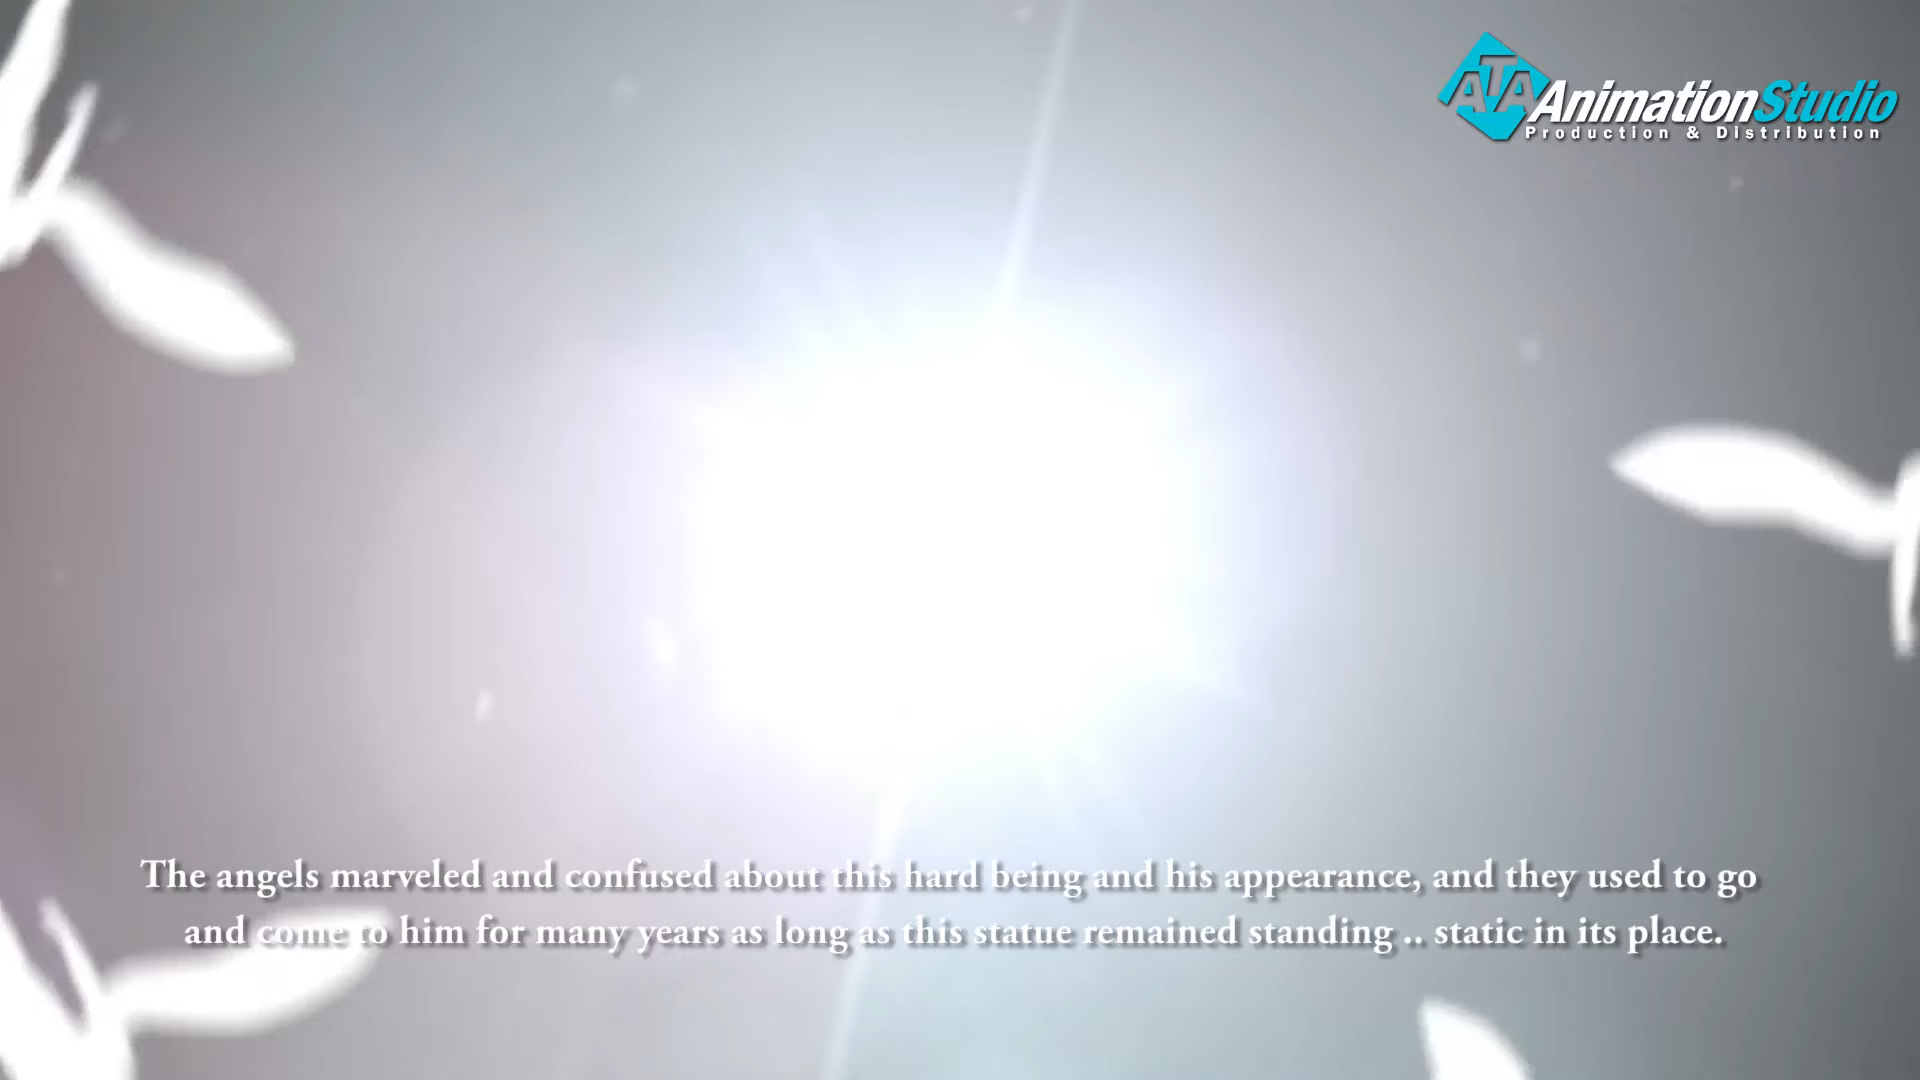 ATA AnimationStudio
Production & Distribution
The angels marveled and confused about this hard being and his appearance, and they used to go
and come to him for many years as long as this statue remained standing .. static in its place.